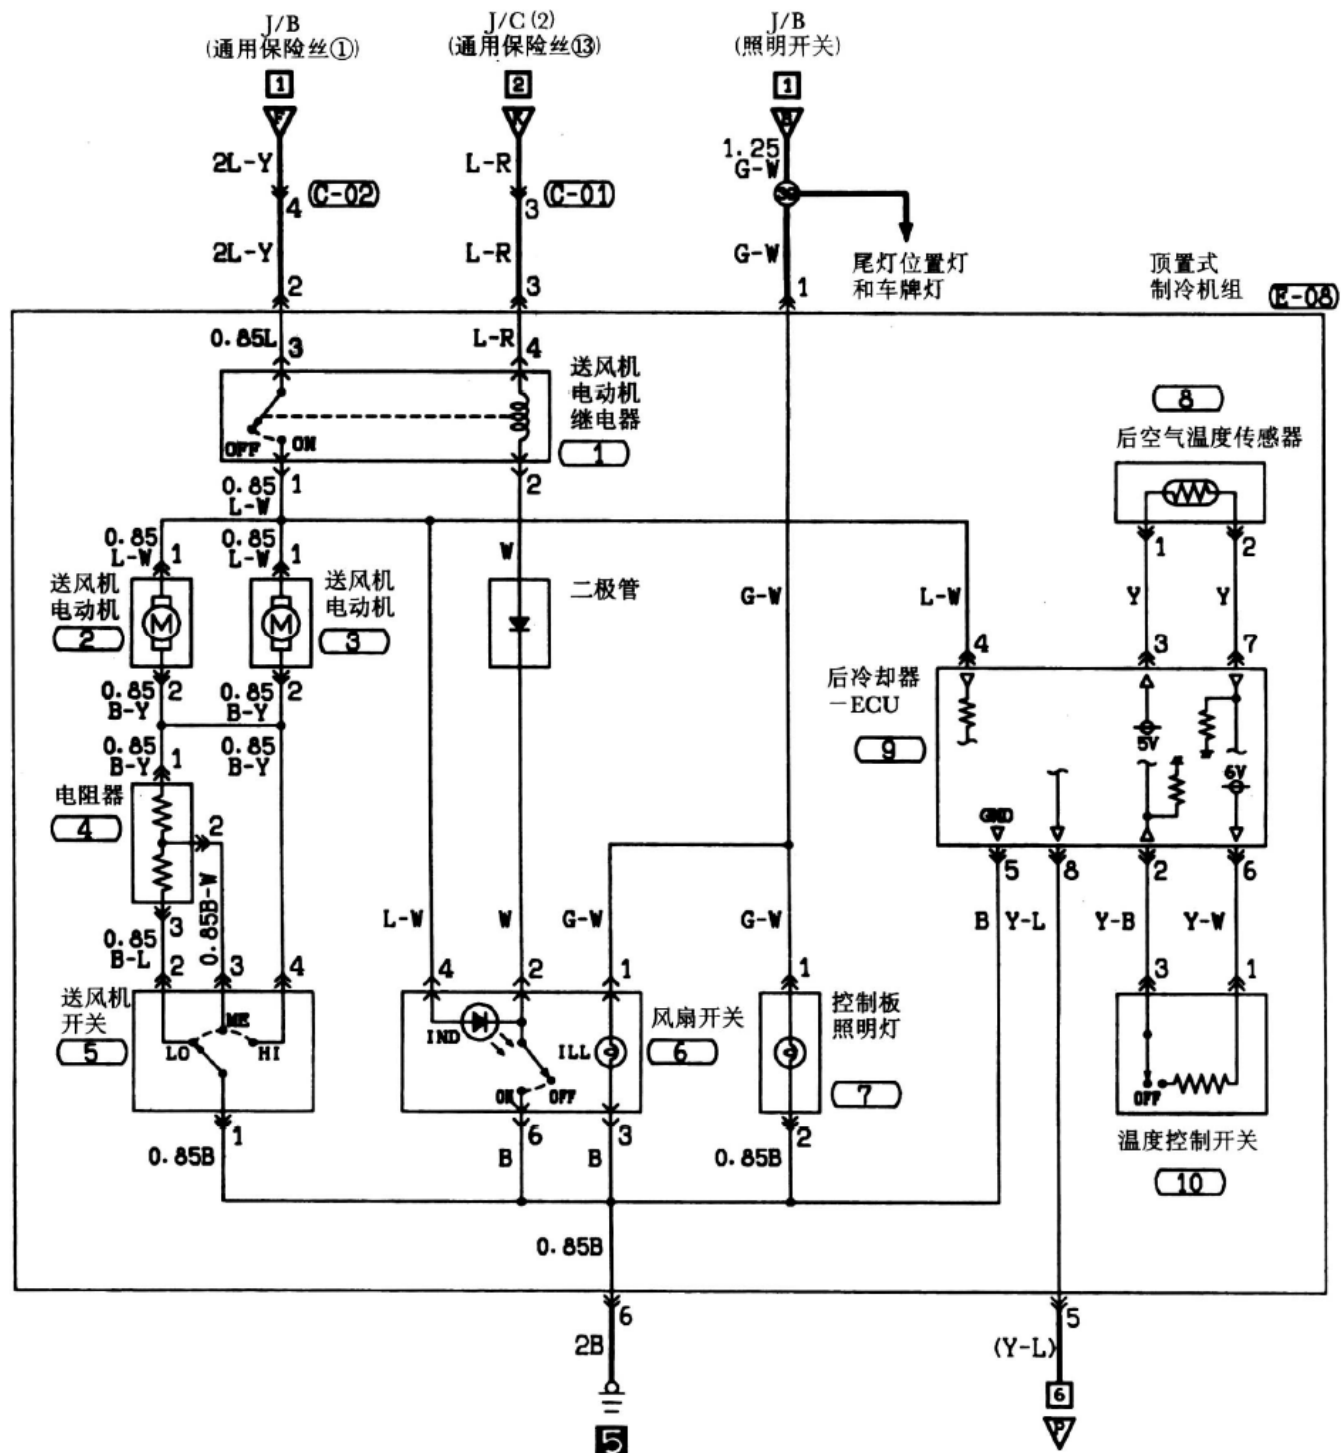 J/B
(通用保险丝①)
J/C(2)
(通用保险丝⑬)
J/B
(照明开关)
1
2
1
F
K
2L-Y
L-R
1.25
G-W
C-02
C-01
4
3
2L-Y
L-R
G-W
尾灯位置灯
和车牌灯
顶置式
制冷机组
E-08
2
3
1
0.85L
3
L-R
4
送风机
电动机
继电器
1
OFF
ON
8
后空气温度传感器
0.85
L-W
1
2
1
2
0.85
L-W
1
0.85
L-W
1
W
送风机
电动机
2
M
M
送风机
电动机
3
二极管
G-W
L-W
Y
Y
4
3
7
0.85
B-Y
2
0.85
B-Y
2
后冷却器
-ECU
9
5V
6V
GND
0.85
B-Y
1
0.85
B-Y
电阻器
4
2
0.85B-W
3
0.85
B-L
5
8
2
6
L-W
W
G-W
G-W
B
Y-L
Y-B
Y-W
2
3
4
4
2
1
1
3
1
送风机
开关
5
LO
ME
HI
IND
ILL
ON
OFF
风扇开关
6
控制板
照明灯
7
OFF
1
6
3
2
0.85B
B
B
0.85B
温度控制开关
10
0.85B
6
5
2B
(Y-L)
6
P
5